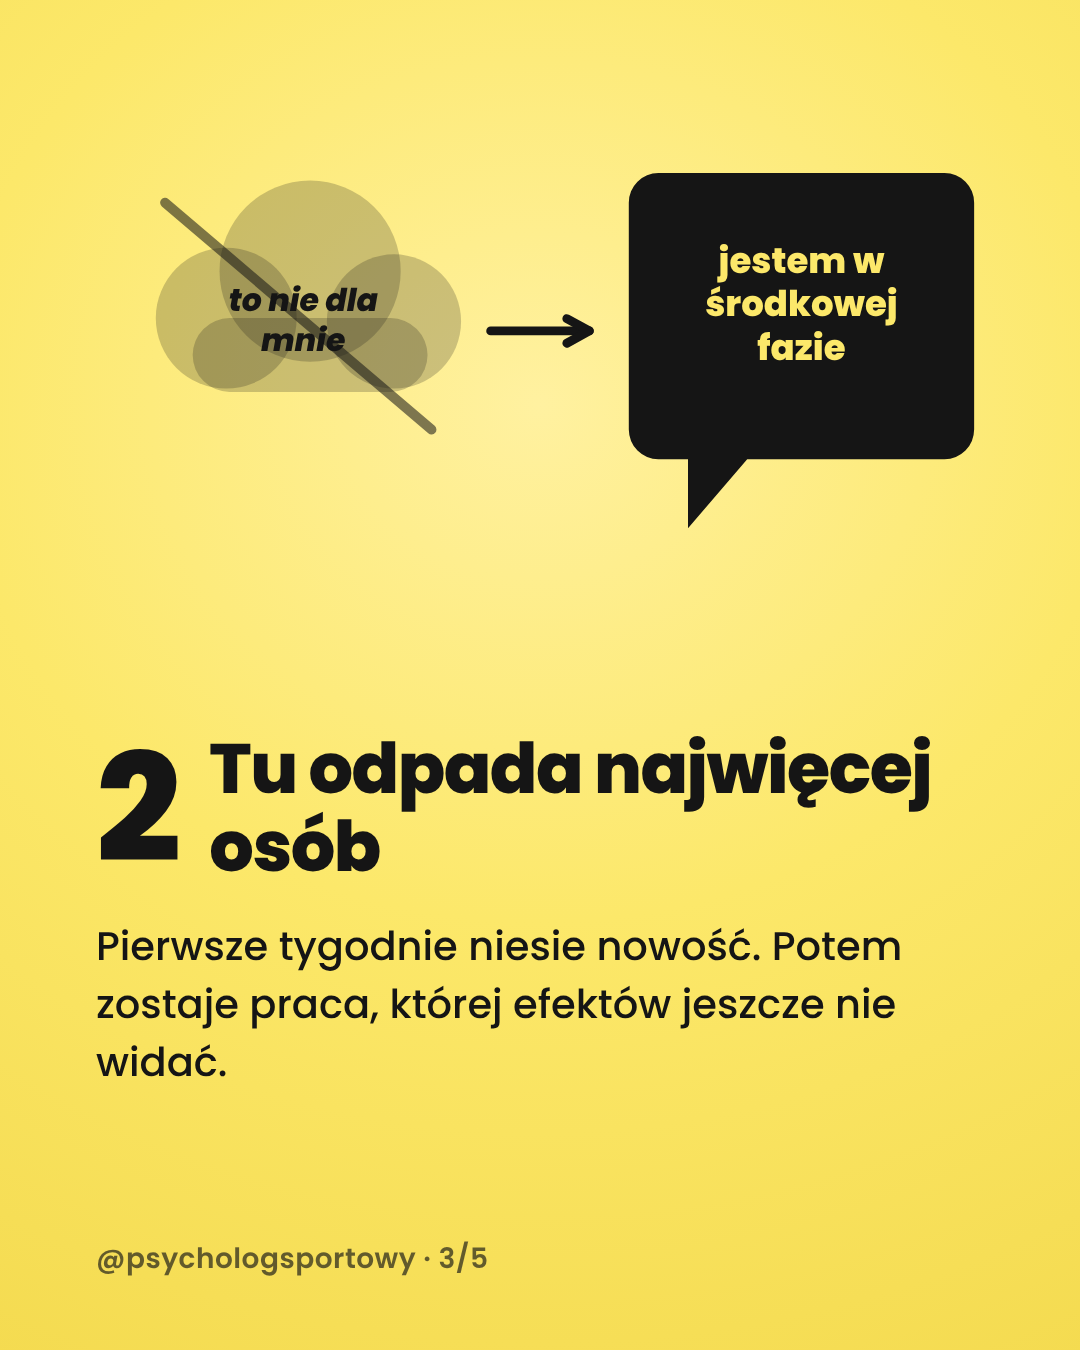 to nie dla
mnie
jestem w
środkowej
fazie
2
Tu odpada najwięcej
osób
Pierwsze tygodnie niesie nowość. Potem
zostaje praca, której efektów jeszcze nie
widać.
@psychologsportowy · 3/5